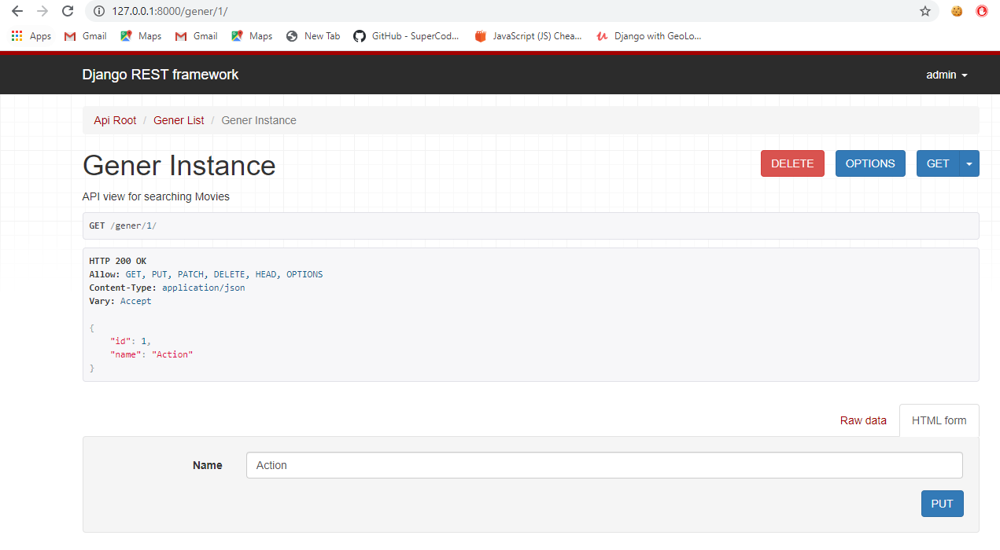 127.0.0.1:8000/gener/1/
Apps Gmail Maps Gmail Maps New Tab GitHub - SuperCod... JavaScript (JS) Chea... Django with GeoLo...
Django REST framework admin
Api Root / Gener List / Gener Instance
Gener Instance DELETE OPTIONS GET
API view for searching Movies
GET /gener/1/
HTTP 200 OK
Allow: GET, PUT, PATCH, DELETE, HEAD, OPTIONS
Content-Type: application/json
Vary: Accept
{
"id": 1,
"name": "Action"
}
Raw data HTML form
Name Action
PUT